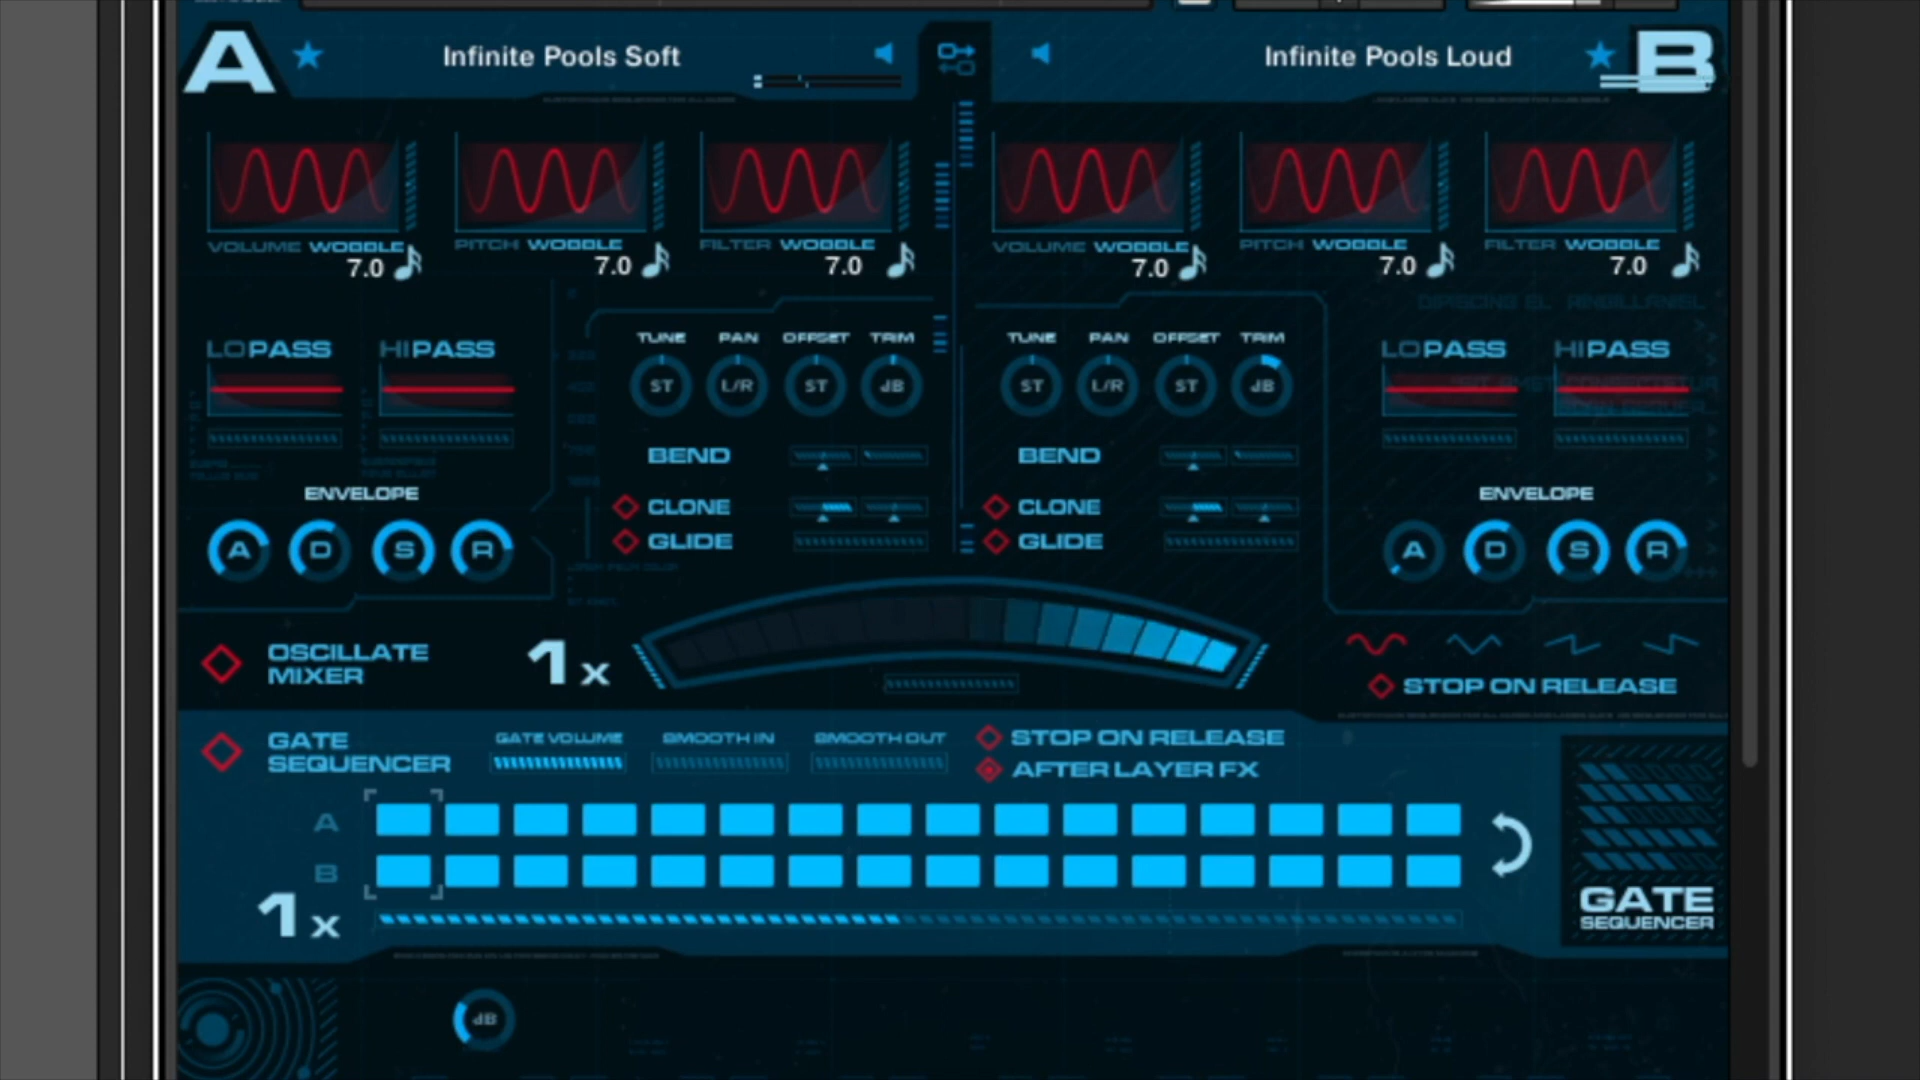 A Infinite Pools Soft Infinite Pools Loud B
VOLUME WOBBLE PITCH WOBBLE FILTER WOBBLE VOLUME WOBBLE PITCH WOBBLE FILTER WOBBLE
7.0 7.0 7.0 7.0 7.0 7.0
TUNE PAN OFFSET TRIM TUNE PAN OFFSET TRIM
LOPASS HIPASS LOPASS HIPASS
ST L/R ST dB ST L/R ST dB
BEND BEND
ENVELOPE ENVELOPE
CLONE CLONE
GLIDE GLIDE
A D S R A D S R
OSCILLATE
MIXER
1x
STOP ON RELEASE
GATE
SEQUENCER
GATE VOLUME SMOOTH IN SMOOTH OUT
STOP ON RELEASE
AFTER LAYER FX
A
B
1x
GATE
SEQUENCER
dB